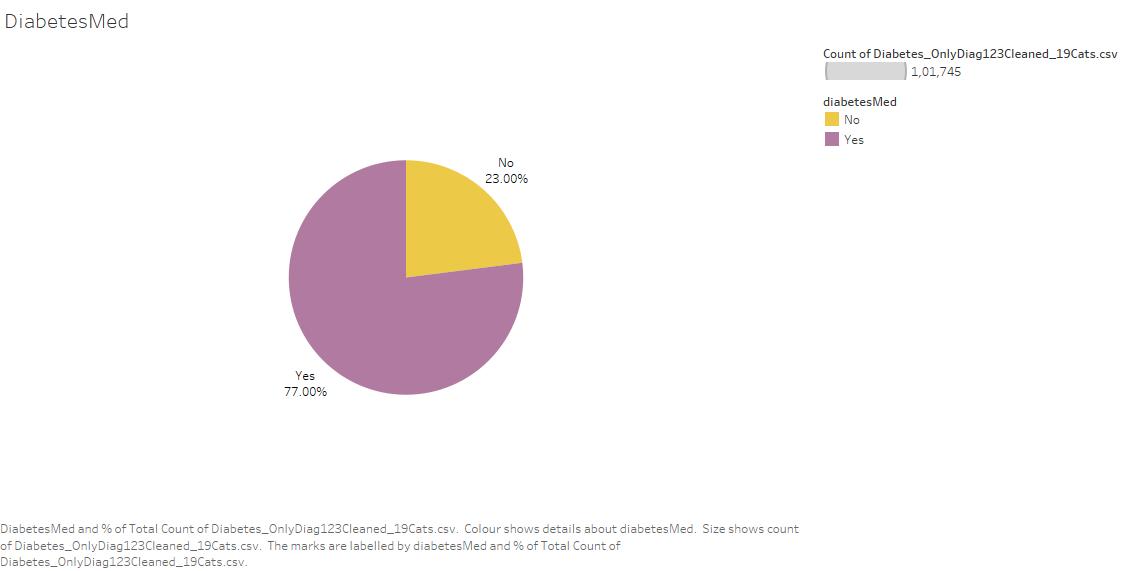 DiabetesMed
Count of Diabetes_OnlyDiag123Cleaned_19Cats.csv
1,01,745
diabetesMed
No
Yes
No
23.00%
Yes
77.00%
DiabetesMed and % of Total Count of Diabetes_OnlyDiag123Cleaned_19Cats.csv.  Colour shows details about diabetesMed.  Size shows count
of Diabetes_OnlyDiag123Cleaned_19Cats.csv.  The marks are labelled by diabetesMed and % of Total Count of
Diabetes_OnlyDiag123Cleaned_19Cats.csv.